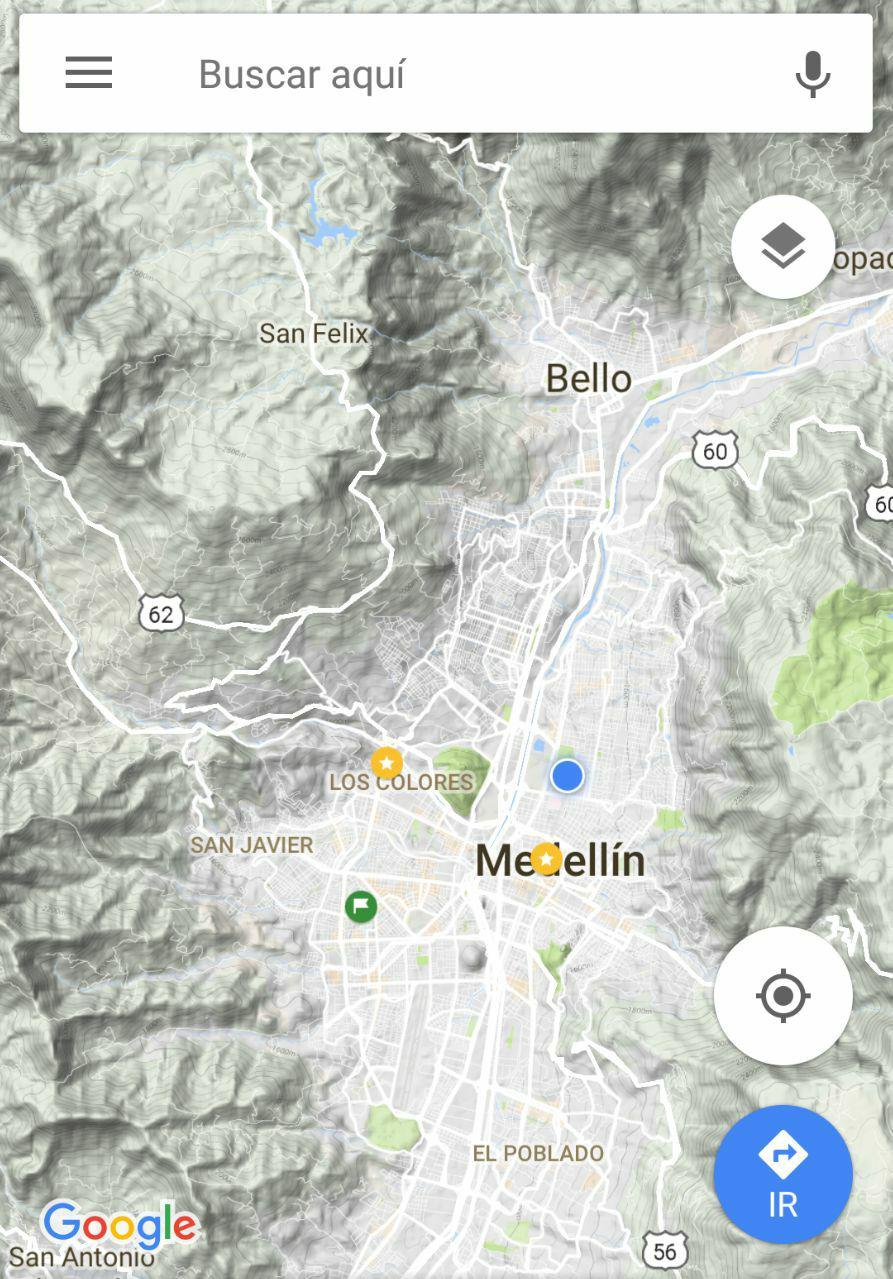 Buscar aquí
opac
San Felix
Bello
60
60
62
LOS COLORES
SAN JAVIER
Medellín
EL POBLADO
IR
Google
San Antonio
56